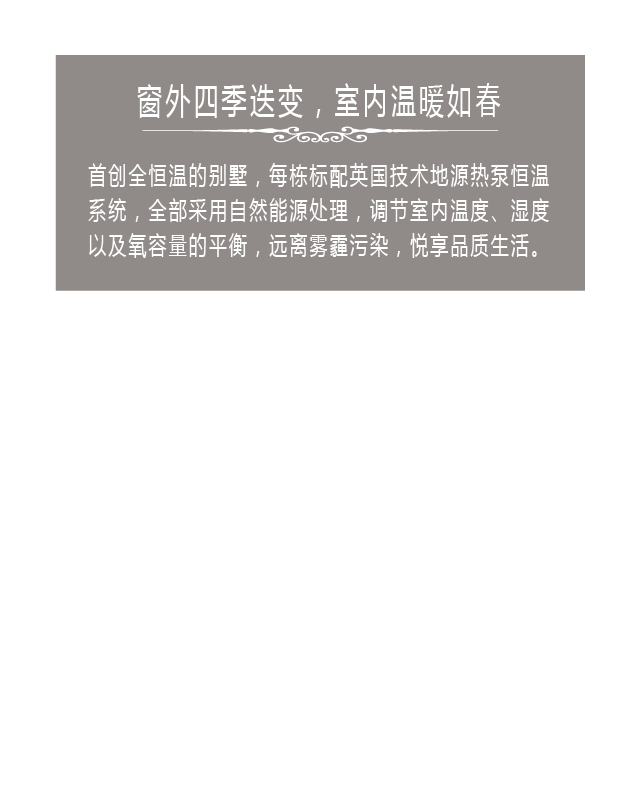 窗外四季迭变，室内温暖如春
首创全恒温的别墅，每栋标配英国技术地源热泵恒温
系统，全部采用自然能源处理，调节室内温度、湿度
以及氧容量的平衡，远离雾霾污染，悦享品质生活。